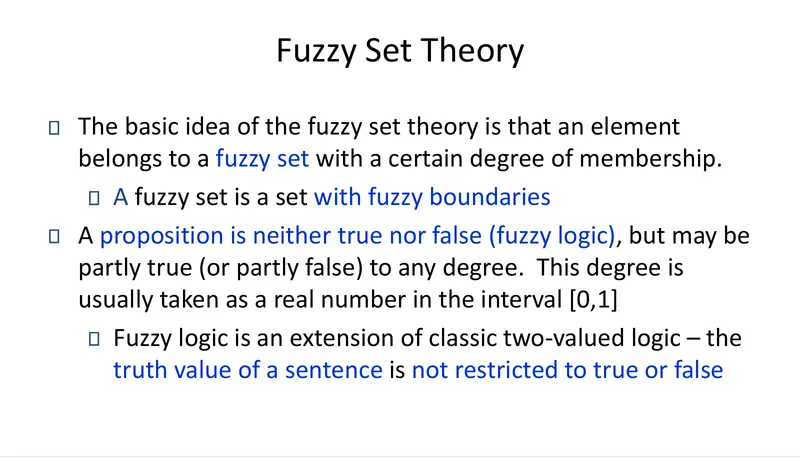 Fuzzy Set Theory
The basic idea of the fuzzy set theory is that an element
belongs to a fuzzy set with a certain degree of membership.
A fuzzy set is a set with fuzzy boundaries
A proposition is neither true nor false (fuzzy logic), but may be
partly true (or partly false) to any degree.  This degree is
usually taken as a real number in the interval [0,1]
Fuzzy logic is an extension of classic two-valued logic – the
truth value of a sentence is not restricted to true or false